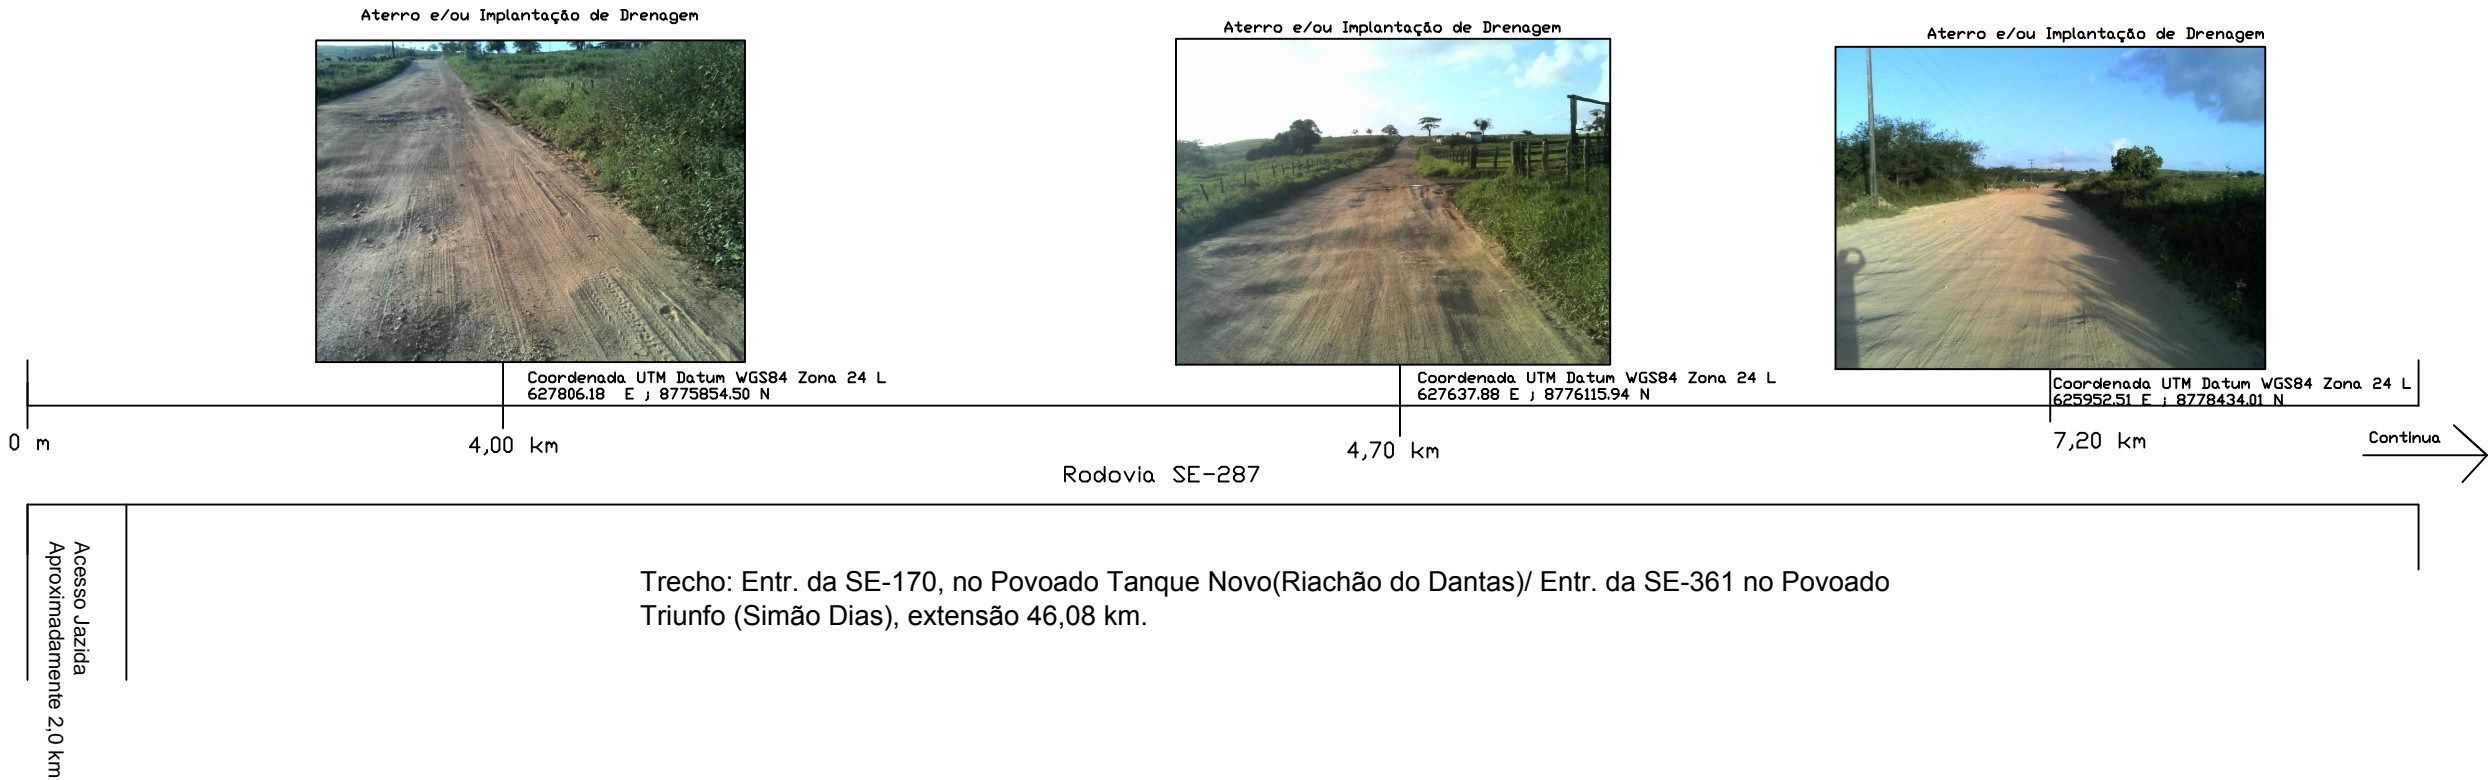 Aterro e/ou Implantação de Drenagem
Aterro e/ou Implantação de Drenagem
Aterro e/ou Implantação de Drenagem
Coordenada UTM Datum WGS84 Zona 24 L
627806.18 E ; 8775854.50 N
Coordenada UTM Datum WGS84 Zona 24 L
627637.88 E ; 8776115.94 N
Coordenada UTM Datum WGS84 Zona 24 L
625952.51 E ; 8778434.01 N
0 m
4,00 km
4,70 km
7,20 km
Continua
Rodovia SE-287
Acesso Jazida
Aproximadamente 2,0 km
Trecho: Entr. da SE-170, no Povoado Tanque Novo(Riachão do Dantas)/ Entr. da SE-361 no Povoado
Triunfo (Simão Dias), extensão 46,08 km.